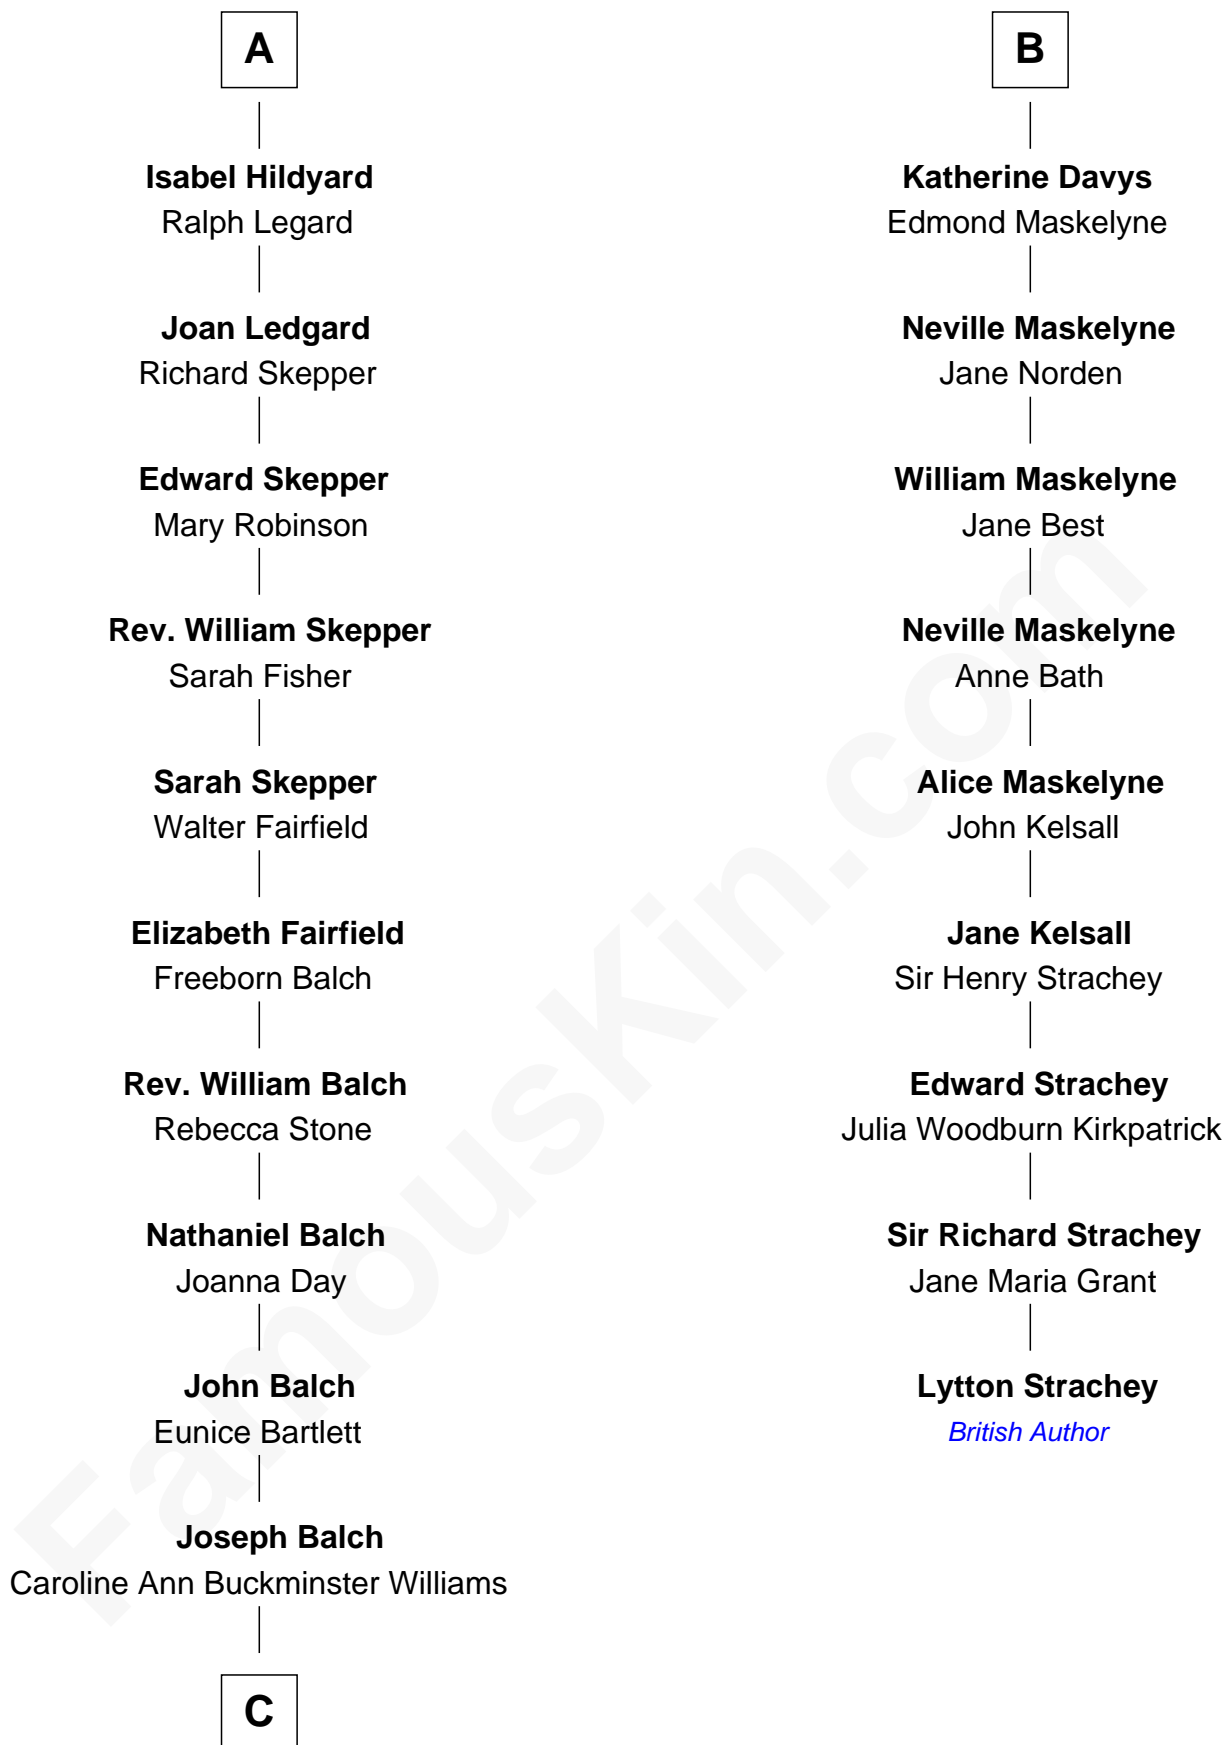 A
Isabel Hildyard
Ralph Legard
Joan Ledgard
Richard Skepper
Edward Skepper
Mary Robinson
Rev. William Skepper
Sarah Fisher
Sarah Skepper
Walter Fairfield
Elizabeth Fairfield
Freeborn Balch
Rev. William Balch
Rebecca Stone
Nathaniel Balch
Joanna Day
John Balch
Eunice Bartlett
Joseph Balch
Caroline Ann Buckminster Williams
C
B
Katherine Davys
Edmond Maskelyne
Neville Maskelyne
Jane Norden
William Maskelyne
Jane Best
Neville Maskelyne
Anne Bath
Alice Maskelyne
John Kelsall
Jane Kelsall
Sir Henry Strachey
Edward Strachey
Julia Woodburn Kirkpatrick
Sir Richard Strachey
Jane Maria Grant
Lytton Strachey
British Author
FamousKin.com